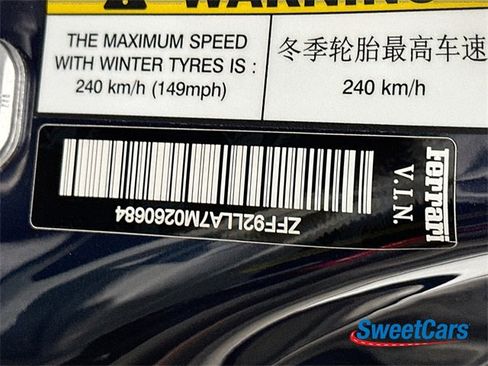 WARNING
THE MAXIMUM SPEED
WITH WINTER TYRES IS :
240 km/h (149mph)
冬季轮胎最高车速
240 km/h
Ferrari
V.I.N.
ZFF92LLA7M0260684
SweetCars